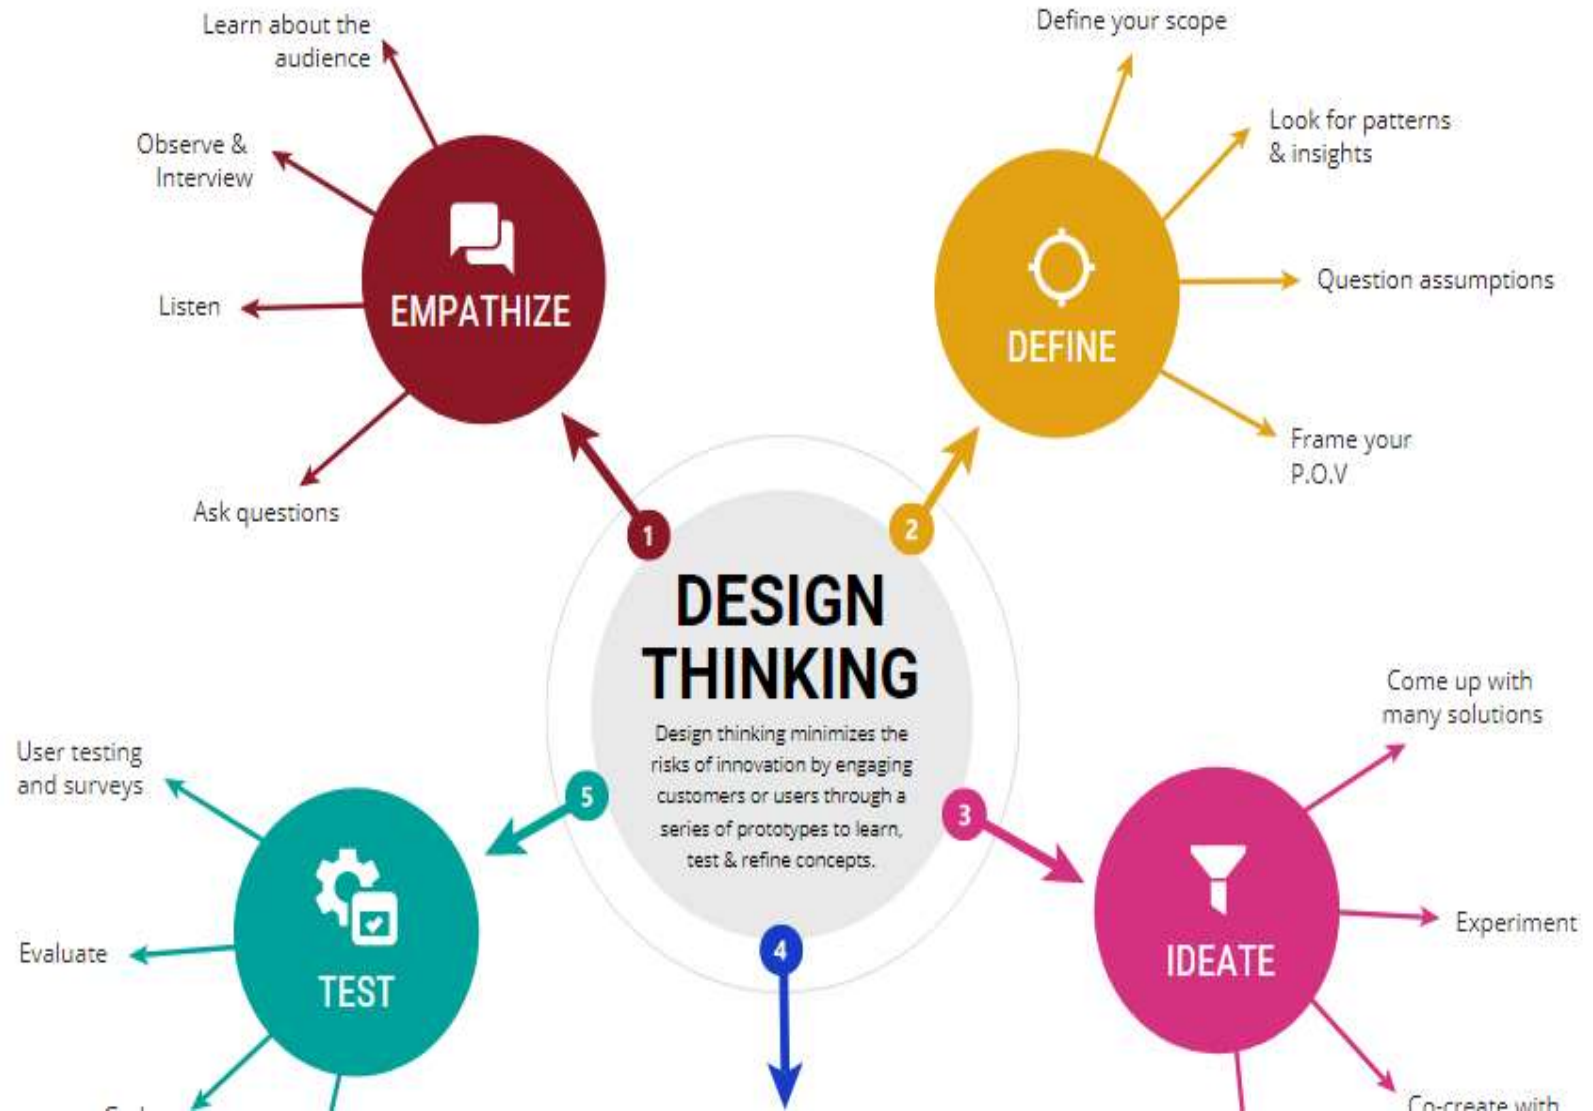 Learn about the
audience
Observe &
Interview
Listen
Ask questions
EMPATHIZE
1
Define your scope
Look for patterns
& insights
Question assumptions
Frame your
P.O.V
DEFINE
2
DESIGN
THINKING
Design thinking minimizes the
risks of innovation by engaging
customers or users through a
series of prototypes to learn,
test & refine concepts.
3
IDEATE
Come up with
many solutions
Experiment
Co-create with
4
5
TEST
User testing
and surveys
Evaluate